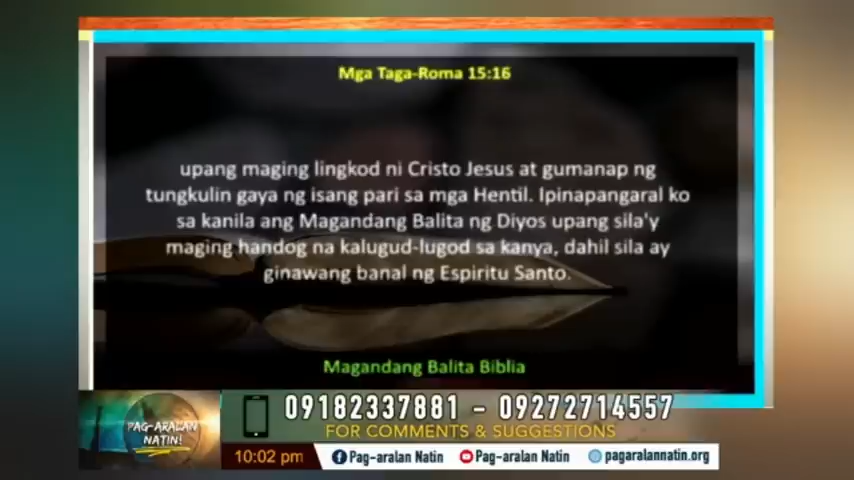 Mga Taga-Roma 15:16
upang maging lingkod ni Cristo Jesus at gumanap ng
tungkulin gaya ng isang pari sa mga Hentil. Ipinapangaral ko
sa kanila ang Magandang Balita ng Diyos upang sila'y
maging handog na kalugud-lugod sa kanya, dahil sila ay
ginawang banal ng Espiritu Santo.
Magandang Balita Biblia
PAG-ARALAN
NATIN!
09182337881 - 09272714557
FOR COMMENTS & SUGGESTIONS
10:02 pm
Pag-aralan Natin
Pag-aralan Natin
pagaralannatin.org